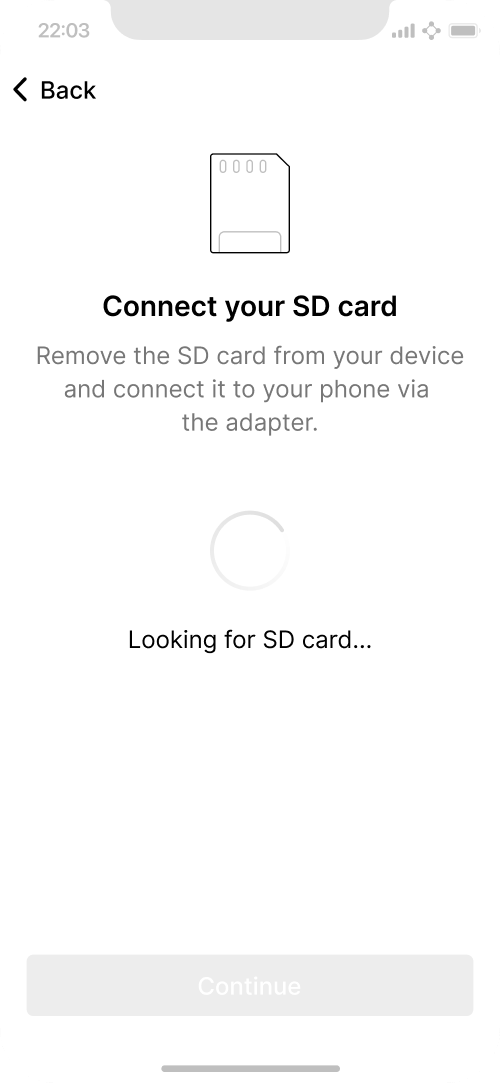 22:03
Back
Connect your SD card
Remove the SD card from your device
and connect it to your phone via
the adapter.
Looking for SD card...
Continue